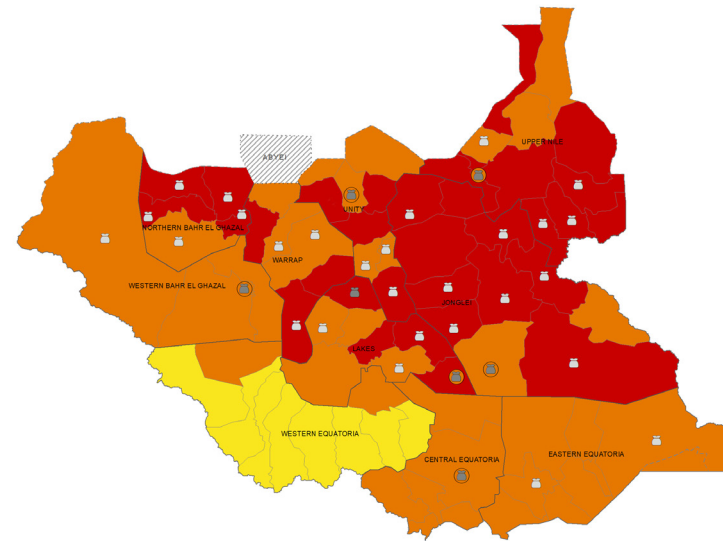 UPPER NILE
ABYEI
UNITY
NORTHERN BAHR EL GHAZAL
WARRAP
WESTERN BAHR EL GHAZAL
JONGLEI
LAKES
WESTERN EQUATORIA
CENTRAL EQUATORIA
EASTERN EQUATORIA